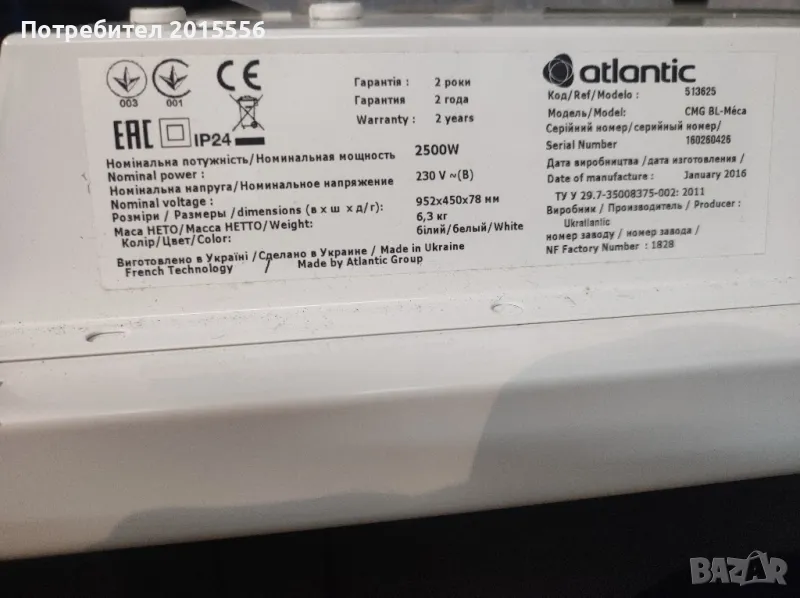 Потребител 2015556
003 001
CE
EAC IP24
Гарантія : 2 роки
Гарантия 2 года
Warranty : 2 years
Номінальна потужність/Номинальная мощность 2500W
Nominal power :
Номінальна напруга/Номинальное напряжение 230 V ~(В)
Nominal voltage :
Розміри / Размеры /dimensions (в х ш х д/г): 952x450x78 мм
Маса НЕТО/Масса НЕТТО/Weight: 6,3 кг
Колір/Цвет/Color: білий/белый/White
Виготовлено в Україні /Сделано в Украине / Made in Ukraine
French Technology / Made by Atlantic Group
atlantic
Код/Ref/Modelo : 513625
Модель/Model: CMG BL-Méca
Серійний номер/серийный номер/
Serial Number 160260426
Дата виробництва /дата изготовления /
Date of manufacture : January 2016
ТУ У 29.7-35008375-002: 2011
Виробник / Производитель / Producer :
Ukratlantic
номер заводу / номер завода /
NF Factory Number : 1828
BAZAR